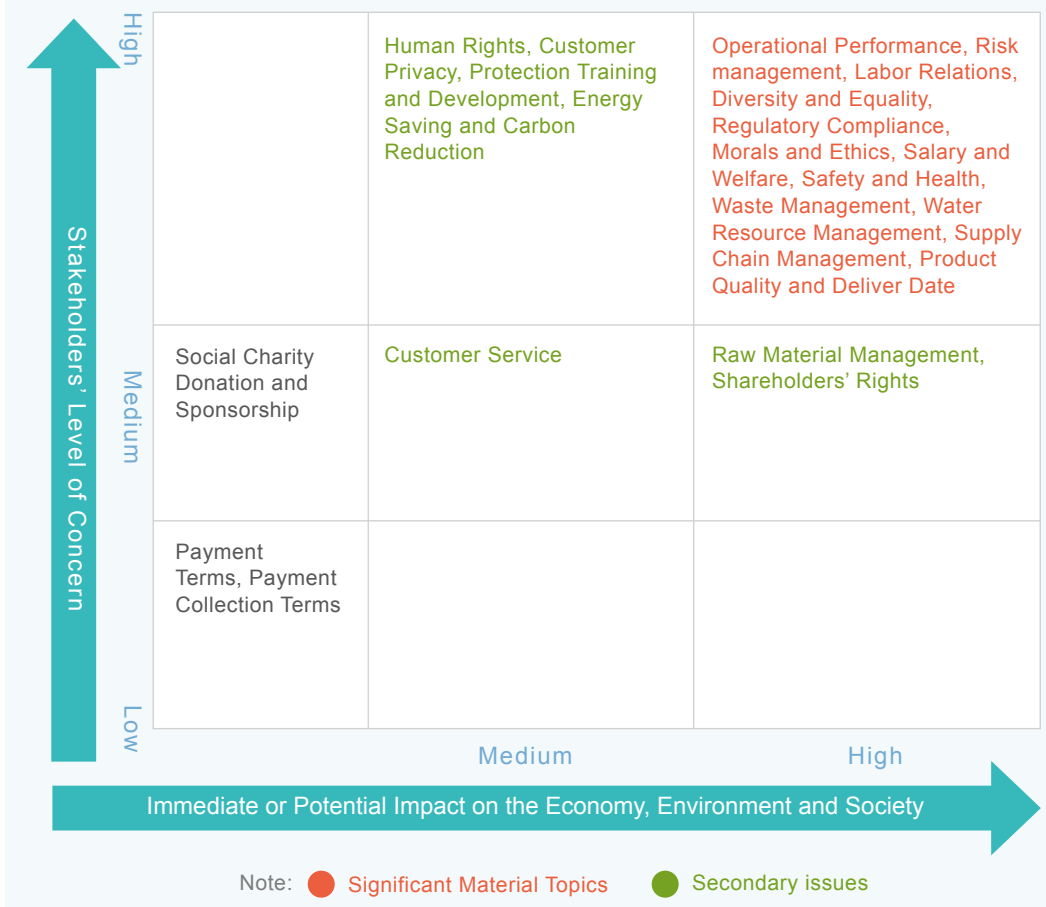 High
Human Rights, Customer
Privacy, Protection Training
and Development, Energy
Saving and Carbon
Reduction
Operational Performance, Risk
management, Labor Relations,
Diversity and Equality,
Regulatory Compliance,
Morals and Ethics, Salary and
Welfare, Safety and Health,
Waste Management, Water
Resource Management, Supply
Chain Management, Product
Quality and Deliver Date
Stakeholders’ Level of Concern
Medium
Social Charity
Donation and
Sponsorship
Customer Service
Raw Material Management,
Shareholders’ Rights
Payment
Terms, Payment
Collection Terms
Low
Medium
High
Immediate or Potential Impact on the Economy, Environment and Society
Note:
Significant Material Topics
Secondary issues